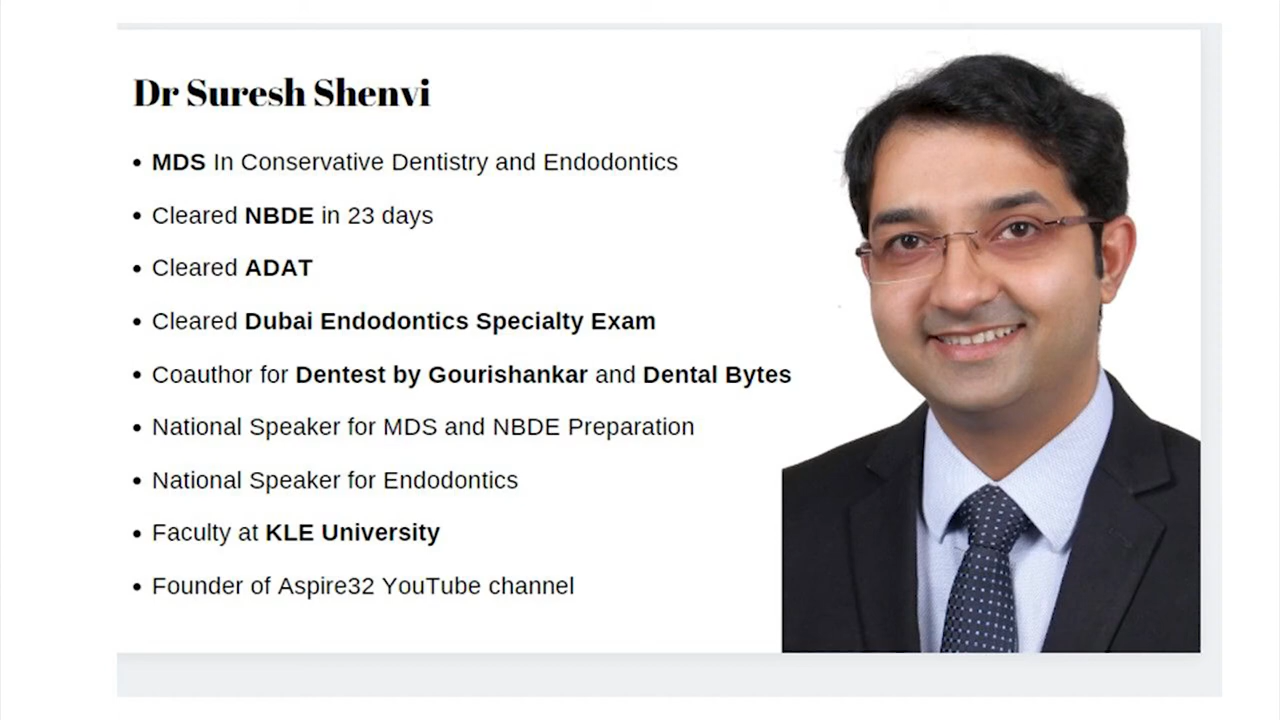 Dr Suresh Shenvi
• MDS In Conservative Dentistry and Endodontics
• Cleared NBDE in 23 days
• Cleared ADAT
• Cleared Dubai Endodontics Specialty Exam
• Coauthor for Dentest by Gourishankar and Dental Bytes
• National Speaker for MDS and NBDE Preparation
• National Speaker for Endodontics
• Faculty at KLE University
• Founder of Aspire32 YouTube channel